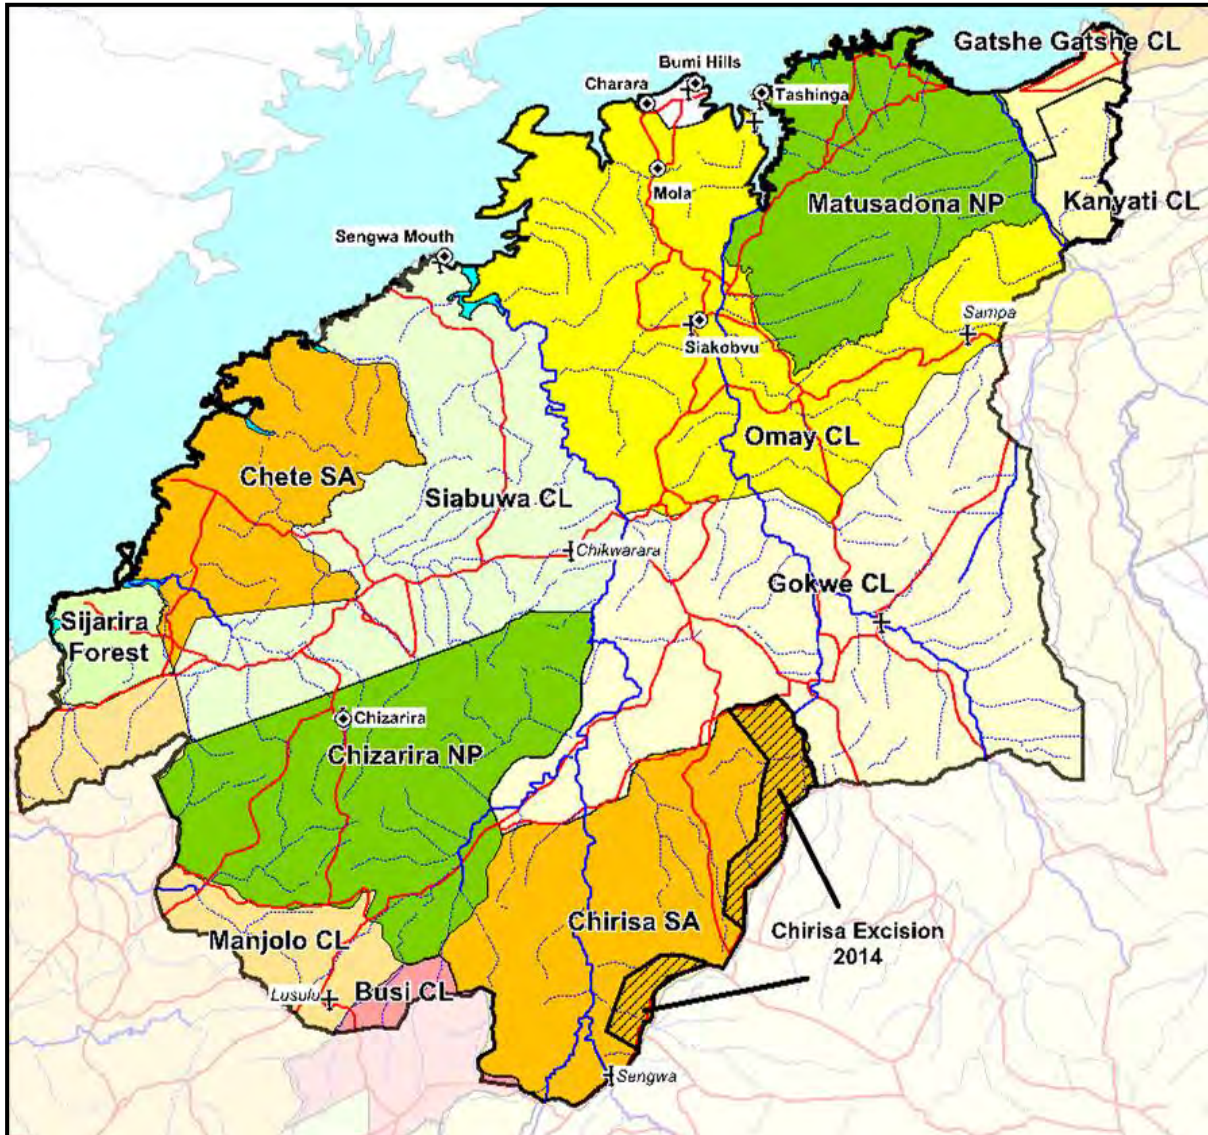 Gatshe Gatshe CL
Bumi Hills
Charara
Tashinga
Mola
Matusadona NP
Kanyati CL
Sengwa Mouth
Sampa
Siakobvu
Omay CL
Chete SA
Siabuwa CL
Chikwarara
Gokwe CL
Sijarira
Forest
Chizarira
Chizarira NP
Chirisa SA
Chirisa Excision
2014
Manjolo CL
Lusulu
Busi CL
Sengwa